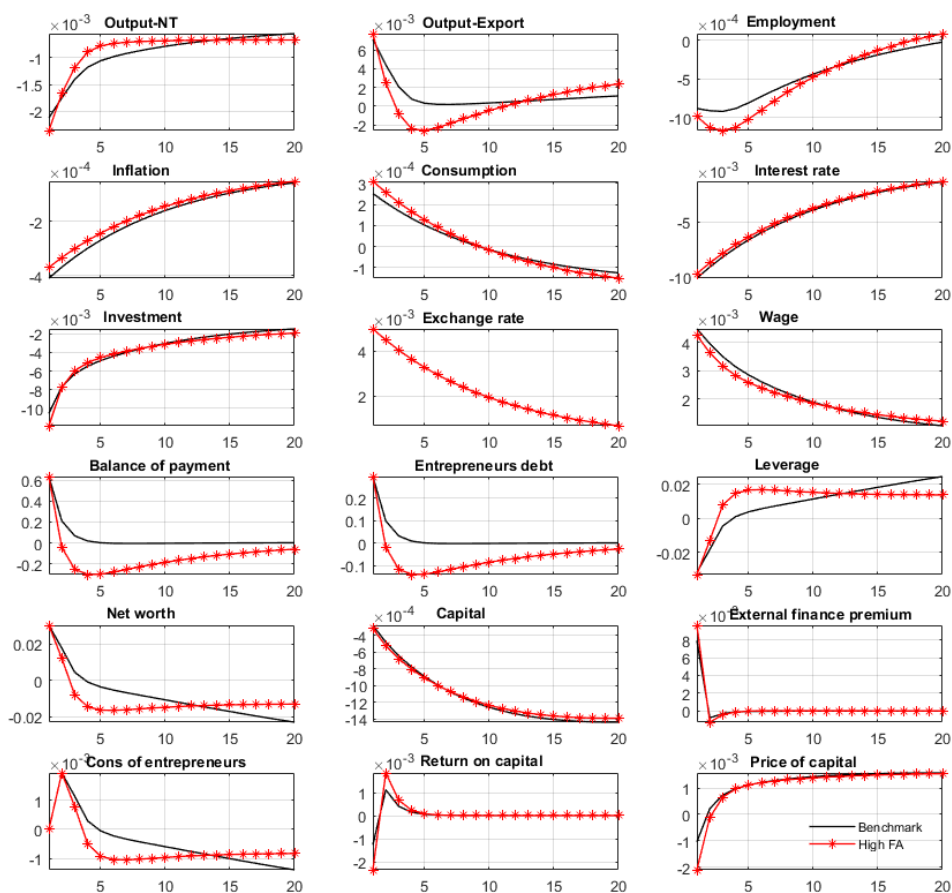 ×10⁻³ Output-NT
-1
-1.5
-2
5 10 15 20
×10⁻³ Output-Export
6
4
2
0
-2
5 10 15 20
×10⁻⁴ Employment
0
-5
-10
5 10 15 20
×10⁻⁴ Inflation
-2
-4
5 10 15 20
×10⁻⁴ Consumption
3
2
1
0
-1
5 10 15 20
×10⁻³ Interest rate
-5
-10
5 10 15 20
×10⁻³ Investment
-2
-4
-6
-8
-10
5 10 15 20
×10⁻³ Exchange rate
4
2
5 10 15 20
×10⁻³ Wage
4
3
2
5 10 15 20
Balance of payment
0.6
0.4
0.2
0
-0.2
5 10 15 20
Entrepreneurs debt
0.2
0.1
0
-0.1
5 10 15 20
Leverage
0.02
0
-0.02
5 10 15 20
Net worth
0.02
0
-0.02
5 10 15 20
×10⁻⁴ Capital
-4
-6
-8
-10
-12
-14
5 10 15 20
External finance premium
8
6
4
2
0
5 10 15 20
×10⁻³ Cons of entrepreneurs
1
0
-1
5 10 15 20
×10⁻³ Return on capital
1
0
-1
-2
5 10 15 20
×10⁻³ Price of capital
1
0
-1
-2
5 10 15 20
Benchmark
High FA